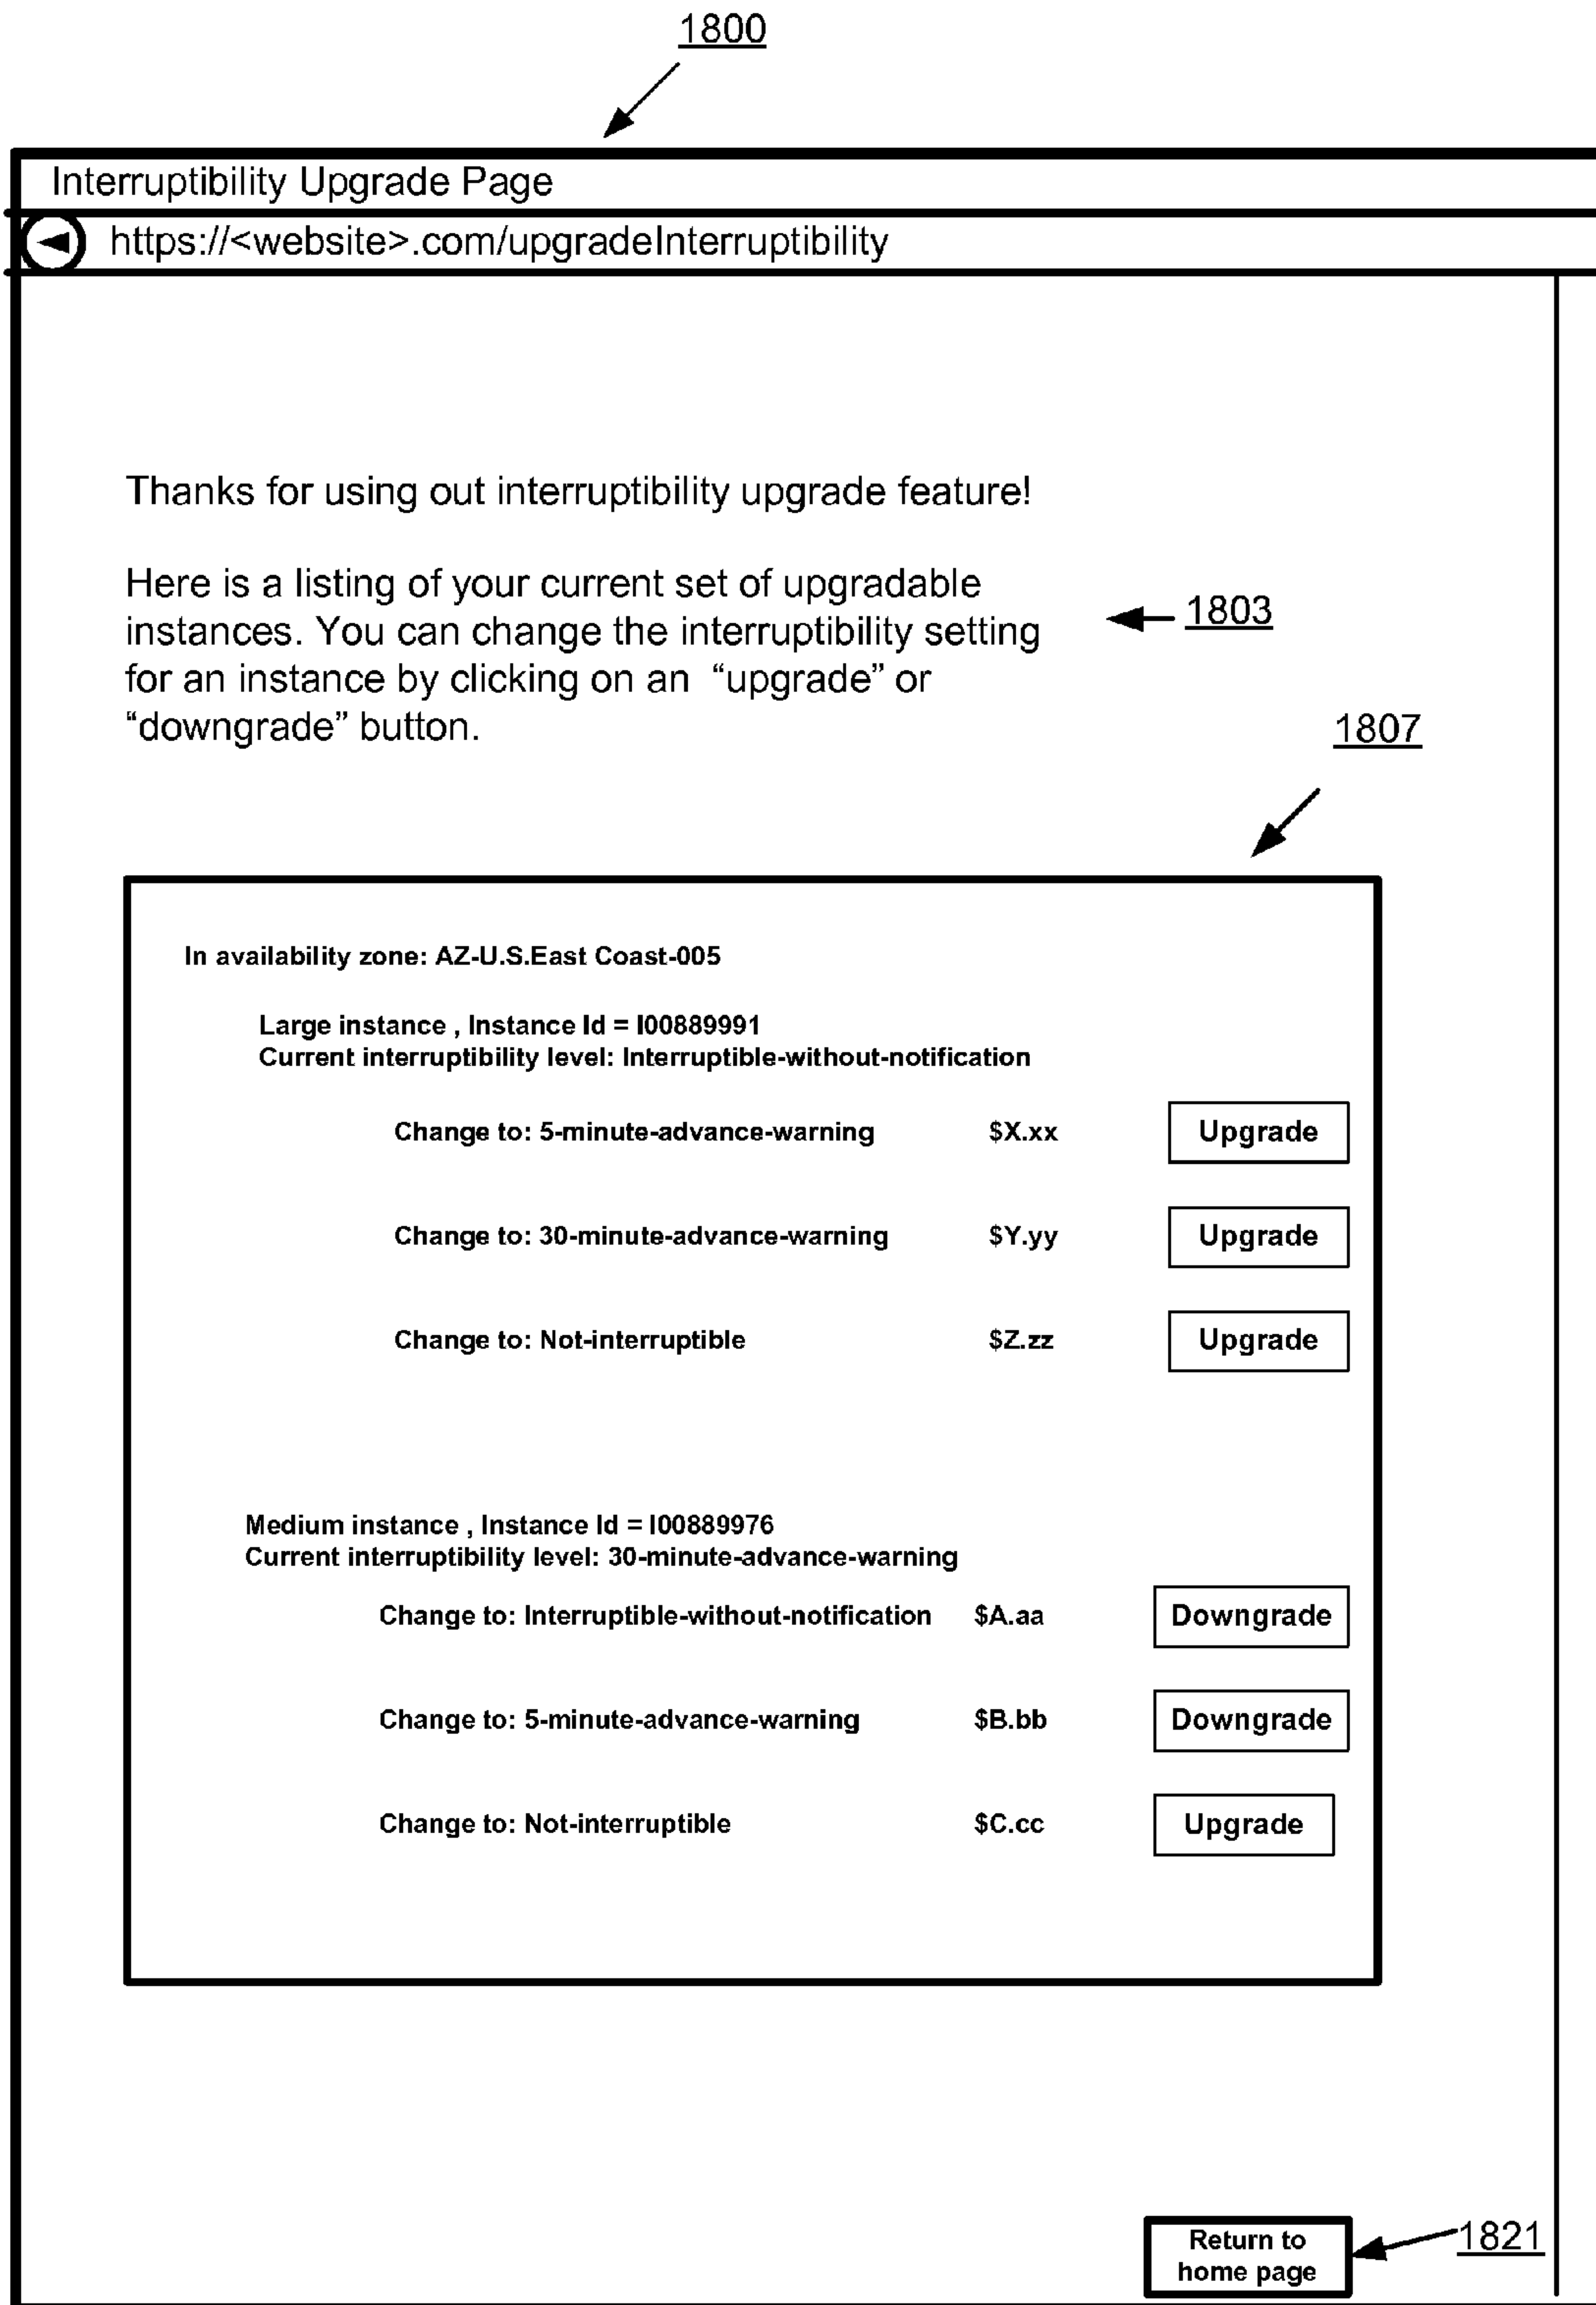 1800
Interruptibility Upgrade Page
https://<website>.com/upgradeInterruptibility
Thanks for using out interruptibility upgrade feature!
Here is a listing of your current set of upgradable
instances. You can change the interruptibility setting
for an instance by clicking on an “upgrade” or
“downgrade” button.
1803
1807
In availability zone: AZ-U.S.East Coast-005
Large instance , Instance Id = I00889991
Current interruptibility level: Interruptible-without-notification
Change to: 5-minute-advance-warning $X.xx Upgrade
Change to: 30-minute-advance-warning $Y.yy Upgrade
Change to: Not-interruptible $Z.zz Upgrade
Medium instance , Instance Id = I00889976
Current interruptibility level: 30-minute-advance-warning
Change to: Interruptible-without-notification $A.aa Downgrade
Change to: 5-minute-advance-warning $B.bb Downgrade
Change to: Not-interruptible $C.cc Upgrade
Return to
home page
1821